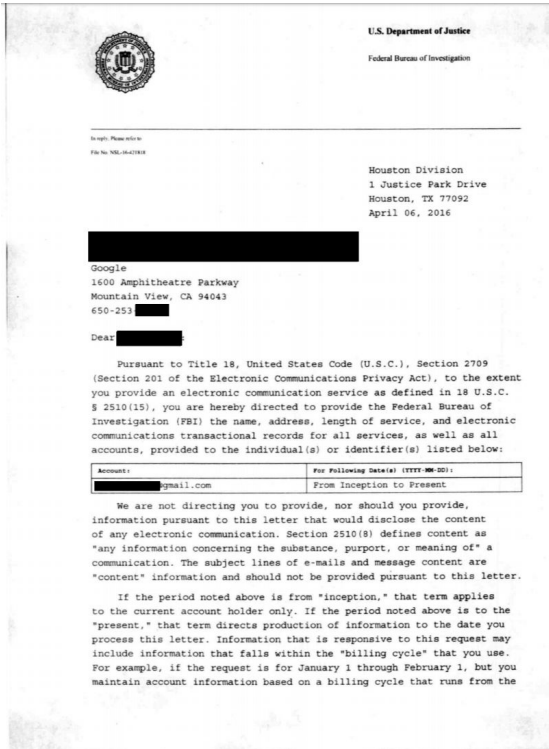 U.S. Department of Justice
Federal Bureau of Investigation
In reply, Please refer to
File No. NSL-16-421818
Houston Division
1 Justice Park Drive
Houston, TX 77092
April 06, 2016
Google
1600 Amphitheatre Parkway
Mountain View, CA 94043
650-253
Dear :
Pursuant to Title 18, United States Code (U.S.C.), Section 2709
(Section 201 of the Electronic Communications Privacy Act), to the extent
you provide an electronic communication service as defined in 18 U.S.C.
§ 2510(15), you are hereby directed to provide the Federal Bureau of
Investigation (FBI) the name, address, length of service, and electronic
communications transactional records for all services, as well as all
accounts, provided to the individual(s) or identifier(s) listed below:
Account: For Following Date(s) (YYYY-MM-DD):
@gmail.com From Inception to Present
We are not directing you to provide, nor should you provide,
information pursuant to this letter that would disclose the content
of any electronic communication. Section 2510(8) defines content as
"any information concerning the substance, purport, or meaning of" a
communication. The subject lines of e-mails and message content are
"content" information and should not be provided pursuant to this letter.
If the period noted above is from "inception," that term applies
to the current account holder only. If the period noted above is to the
"present," that term directs production of information to the date you
process this letter. Information that is responsive to this request may
include information that falls within the "billing cycle" that you use.
For example, if the request is for January 1 through February 1, but you
maintain account information based on a billing cycle that runs from the